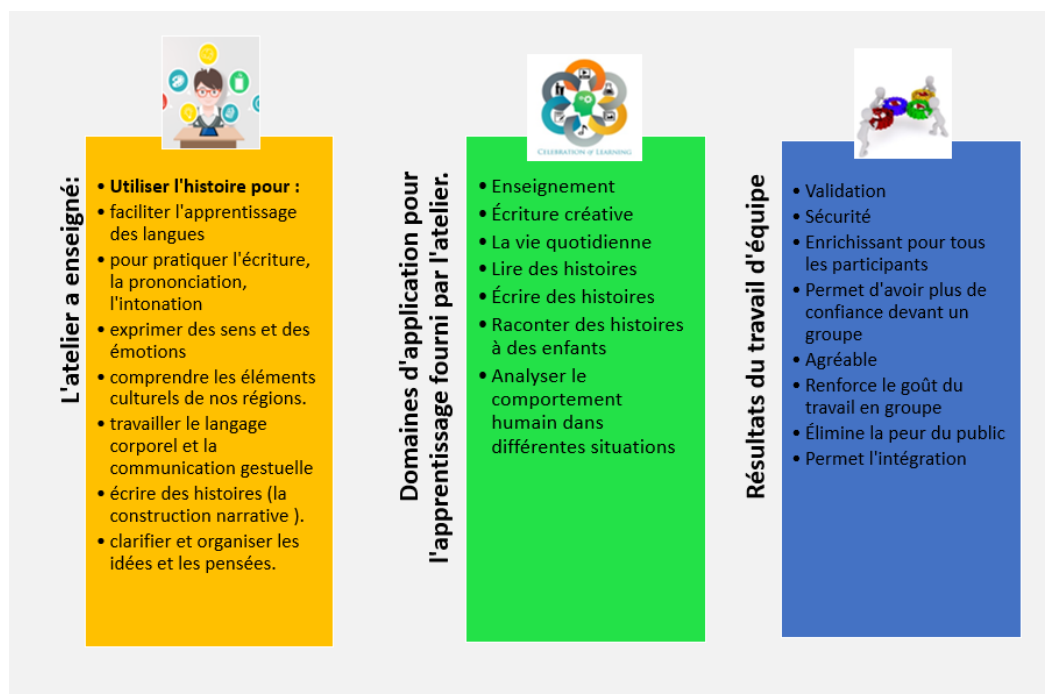 L'atelier a enseigné:
• Utiliser l'histoire pour :
• faciliter l'apprentissage
des langues
• pour pratiquer l'écriture,
la prononciation,
l'intonation
• exprimer des sens et des
émotions
• comprendre les éléments
culturels de nos régions.
• travailler le langage
corporel et la
communication gestuelle
• écrire des histoires (la
construction narrative ).
• clarifier et organiser les
idées et les pensées.
Domaines d'application pour
l'apprentissage fourni par l'atelier.
CELEBRATION of LEARNING
• Enseignement
• Écriture créative
• La vie quotidienne
• Lire des histoires
• Écrire des histoires
• Raconter des histoires
à des enfants
• Analyser le
comportement
humain dans
différentes situations
Résultats du travail d'équipe
• Validation
• Sécurité
• Enrichissant pour tous
les participants
• Permet d'avoir plus de
confiance devant un
groupe
• Agréable
• Renforce le goût du
travail en groupe
• Élimine la peur du public
• Permet l'intégration